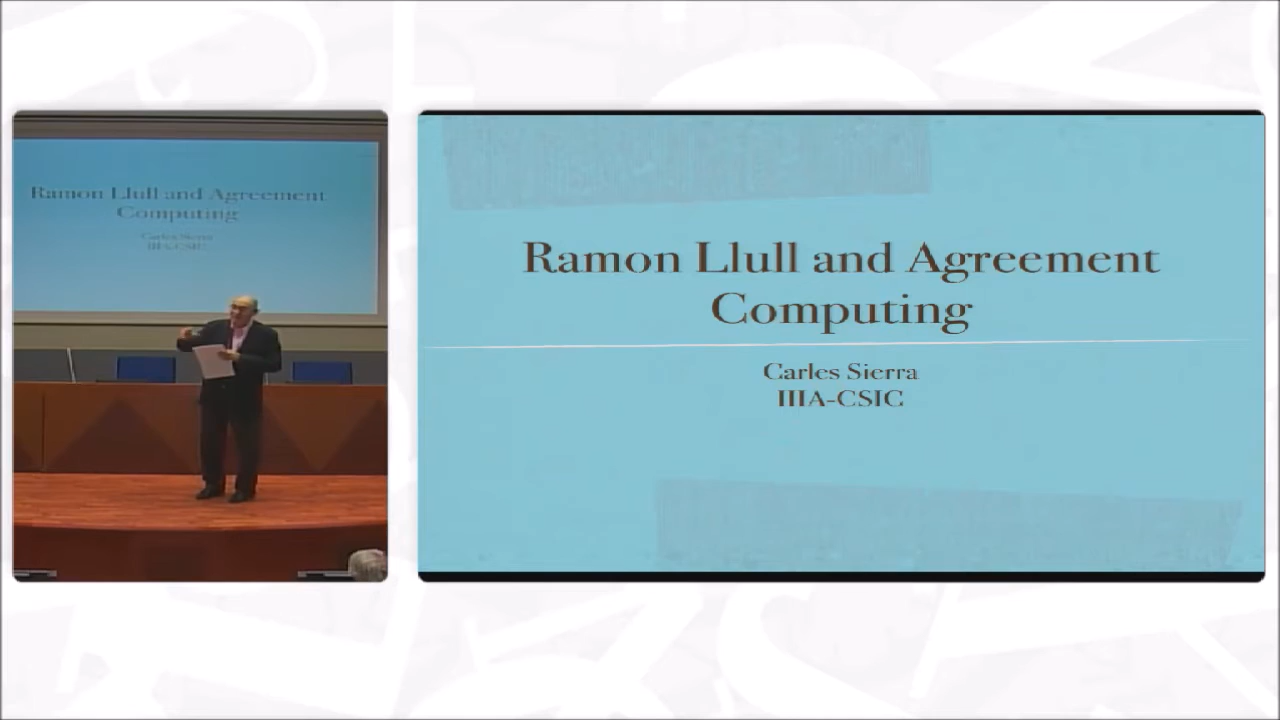 Ramon Llull and Agreement
Computing
Carles Sierra
IIIA-CSIC
Ramon Llull and Agreement
Computing
Carles Sierra
IIIA-CSIC